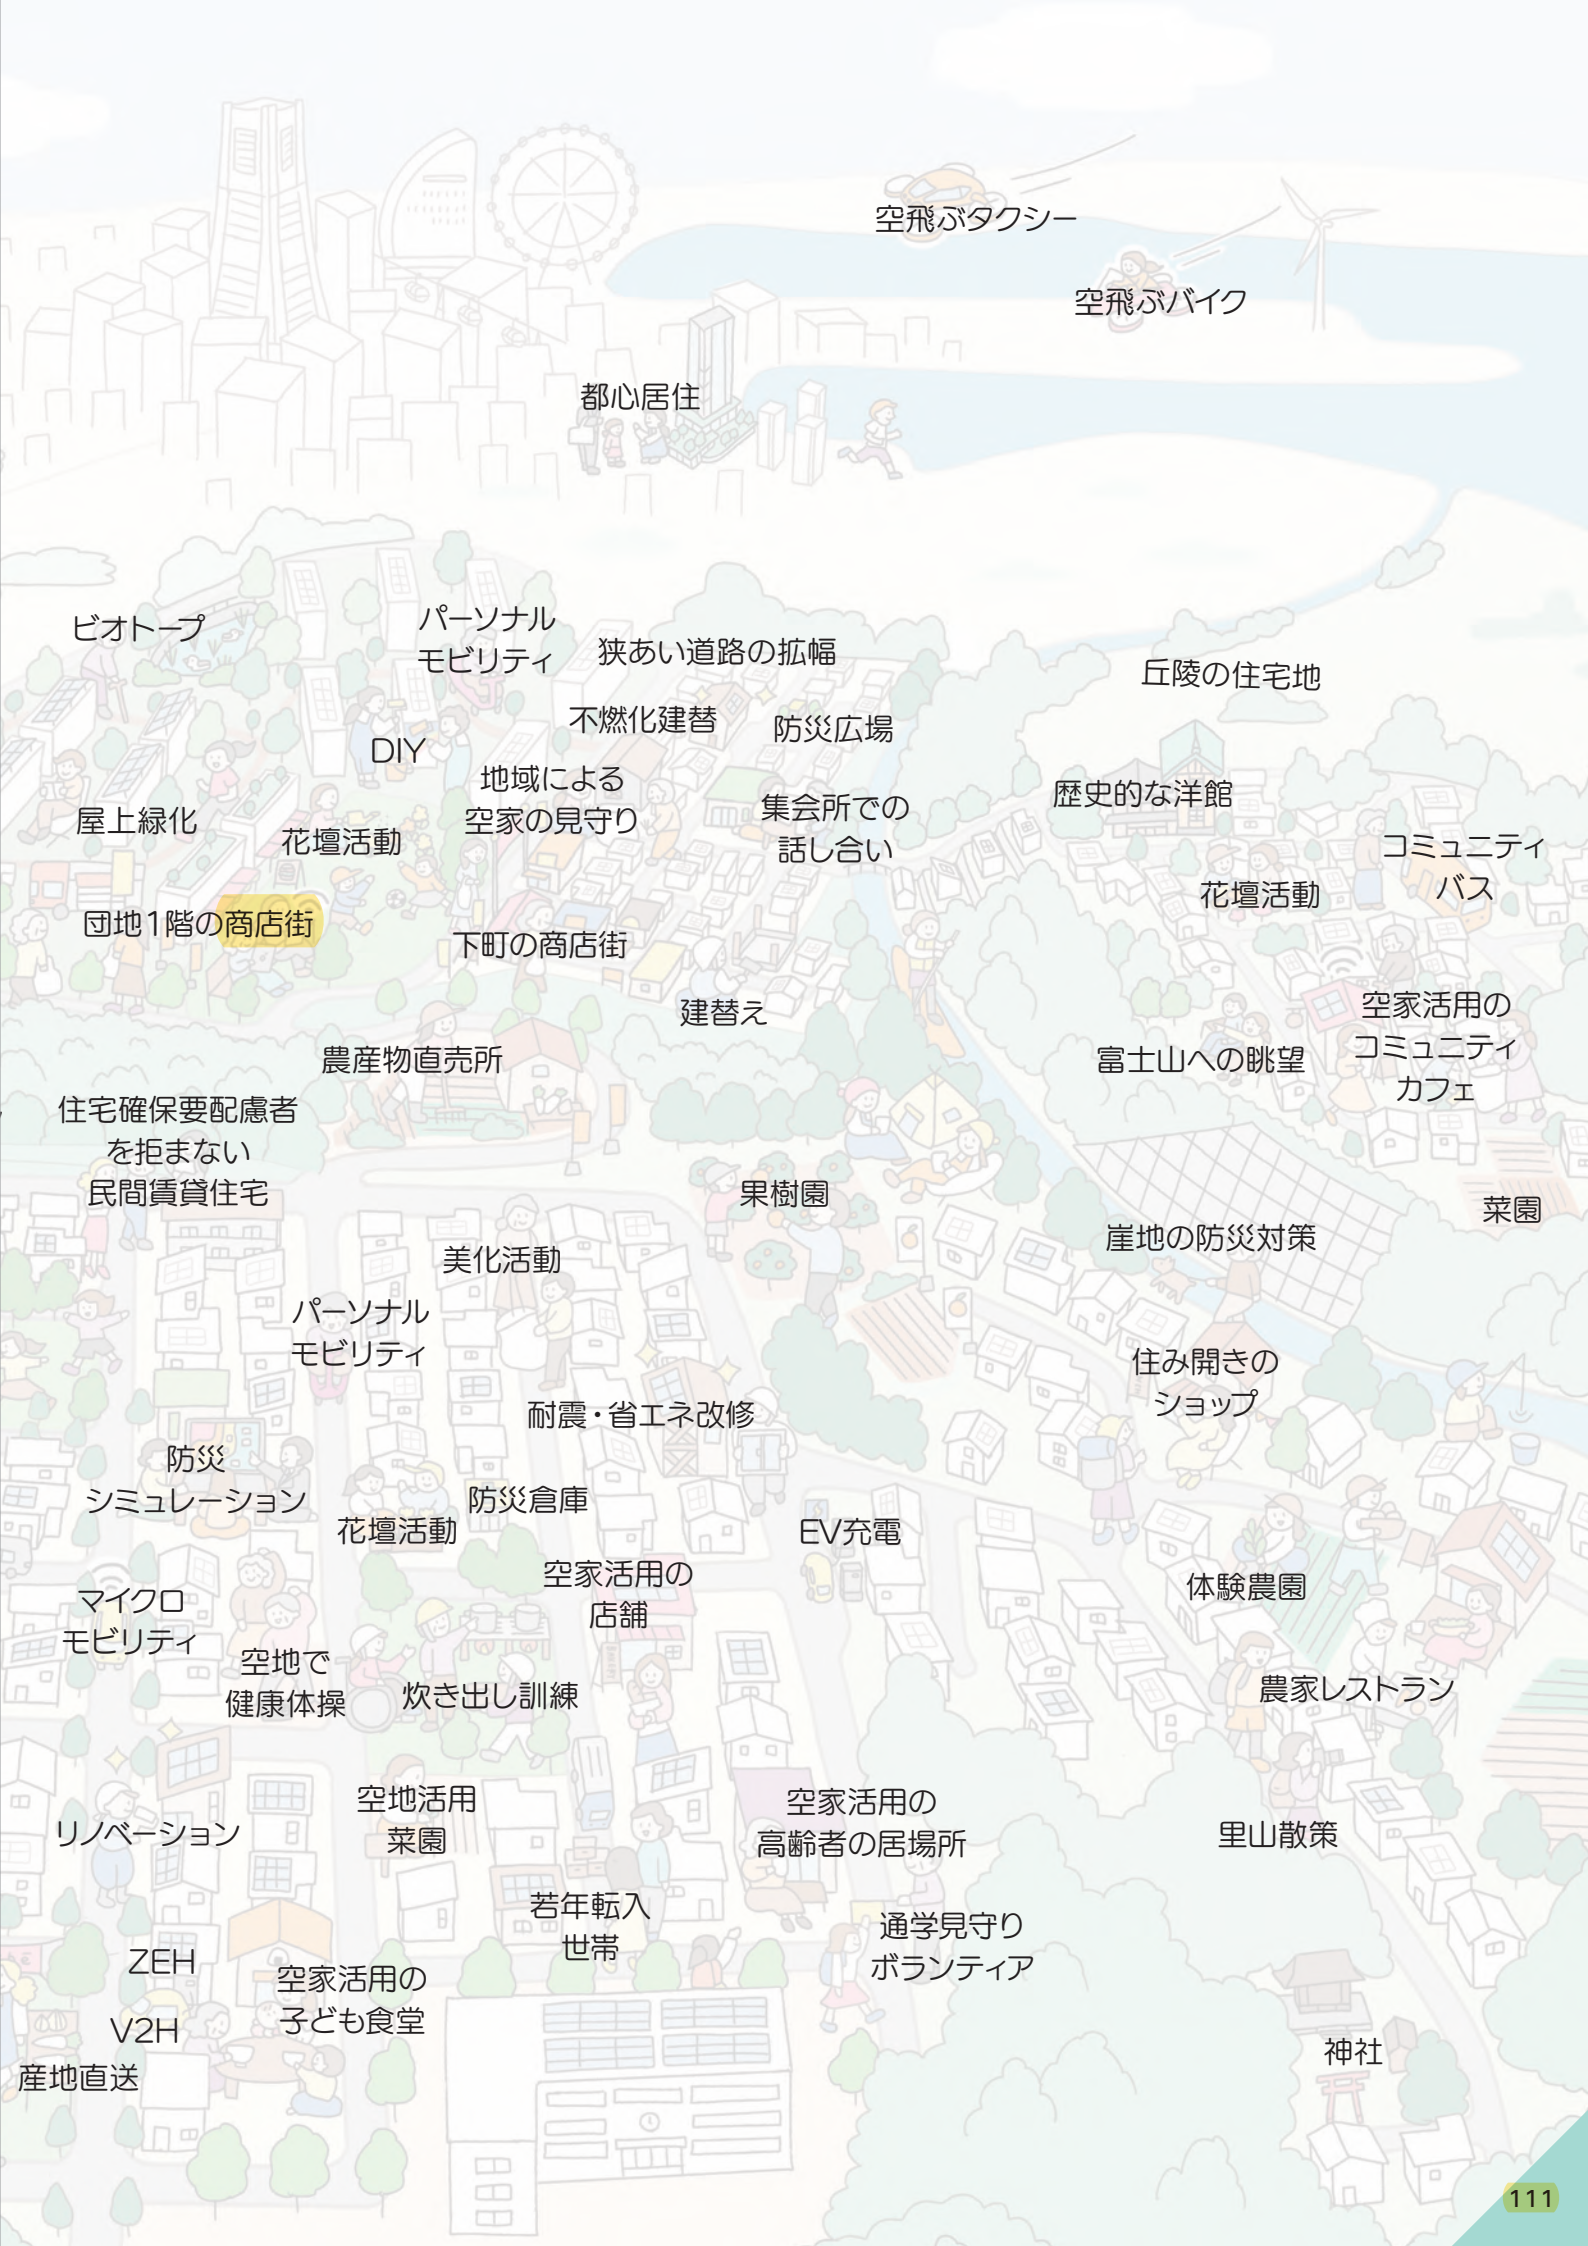 空飛ぶタクシー
空飛ぶバイク
都心居住
ビオトープ
パーソナル
モビリティ
狭あい道路の拡幅
丘陵の住宅地
不燃化建替
防災広場
DIY
地域による
空家の見守り
集会所での
話し合い
歴史的な洋館
屋上緑化
花壇活動
コミュニティ
バス
花壇活動
団地1階の商店街
下町の商店街
建替え
空家活用の
コミュニティ
カフェ
農産物直売所
富士山への眺望
住宅確保要配慮者
を拒まない
民間賃貸住宅
果樹園
菜園
崖地の防災対策
美化活動
パーソナル
モビリティ
住み開きの
ショップ
耐震・省エネ改修
防災
シミュレーション
防災倉庫
花壇活動
EV充電
空家活用の
店舗
体験農園
マイクロ
モビリティ
空地で
健康体操
炊き出し訓練
農家レストラン
空地活用
菜園
空家活用の
高齢者の居場所
リノベーション
里山散策
若年転入
世帯
通学見守り
ボランティア
ZEH
空家活用の
子ども食堂
V2H
産地直送
神社
111